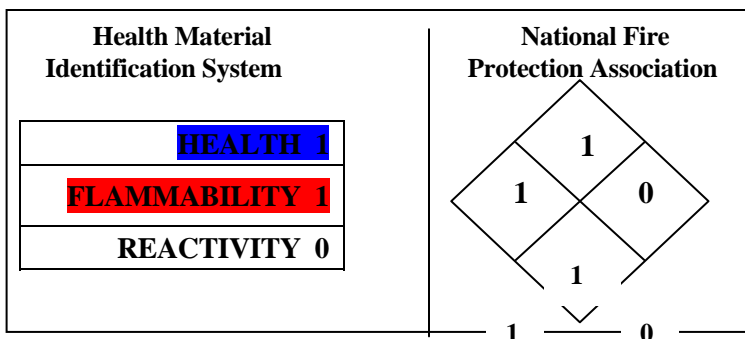 Health Material
Identification System
HEALTH 1
FLAMMABILITY 1
REACTIVITY 0
National Fire
Protection Association
1
1 0
1
1 0